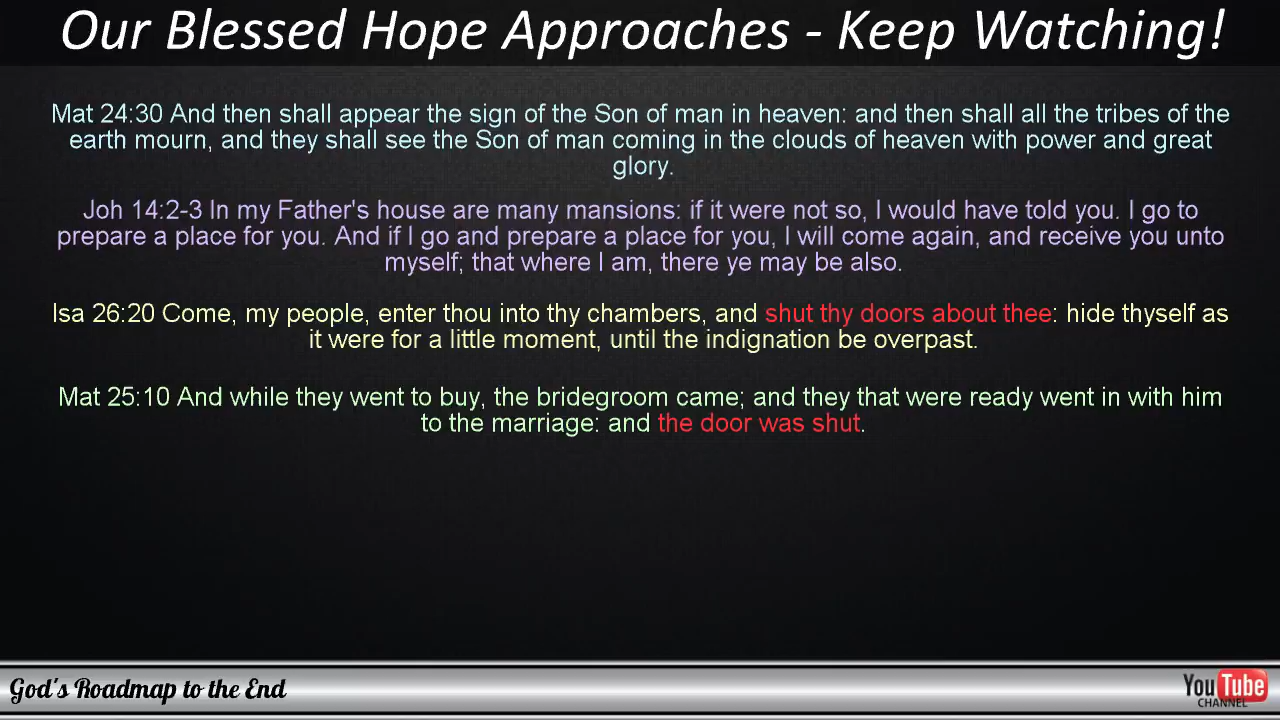 Our Blessed Hope Approaches - Keep Watching!
Mat 24:30 And then shall appear the sign of the Son of man in heaven: and then shall all the tribes of the
earth mourn, and they shall see the Son of man coming in the clouds of heaven with power and great
glory.
Joh 14:2-3 In my Father's house are many mansions: if it were not so, I would have told you. I go to
prepare a place for you. And if I go and prepare a place for you, I will come again, and receive you unto
myself; that where I am, there ye may be also.
Isa 26:20 Come, my people, enter thou into thy chambers, and shut thy doors about thee: hide thyself as
it were for a little moment, until the indignation be overpast.
Mat 25:10 And while they went to buy, the bridegroom came; and they that were ready went in with him
to the marriage: and the door was shut.
God's Roadmap to the End
YouTube
CHANNEL